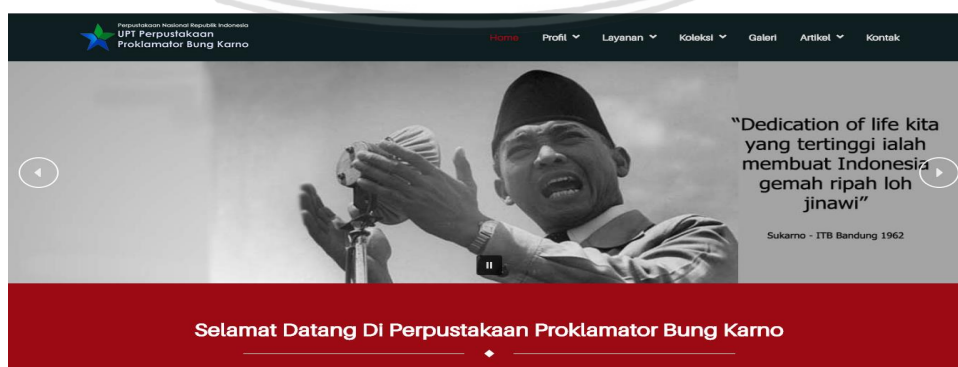 Perpustakaan Nasional Republik Indonesia
UPT Perpustakaan
Proklamator Bung Karno
Home Profil Layanan Koleksi Galeri Artikel Kontak
“Dedication of life kita
yang tertinggi ialah
membuat Indonesia
gemah ripah loh
jinawi”
Sukarno - ITB Bandung 1962
Selamat Datang Di Perpustakaan Proklamator Bung Karno